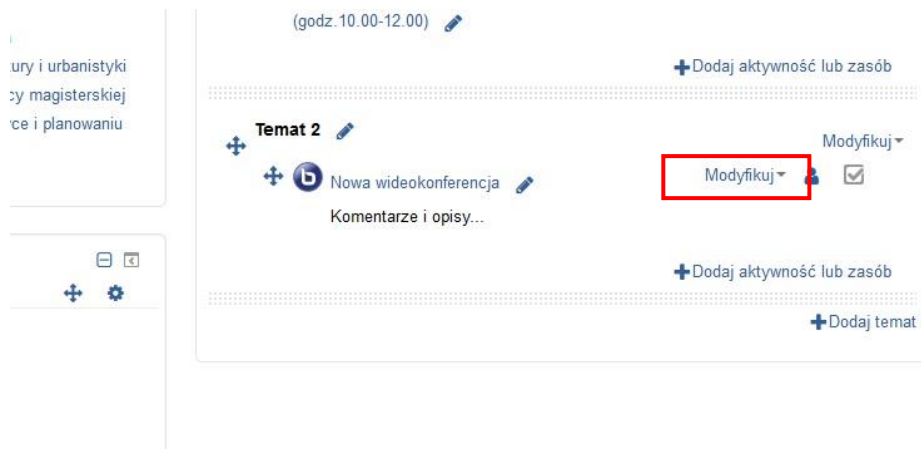 (godz.10.00-12.00)
ury i urbanistyki
Dodaj aktywność lub zasób
cy magisterskiej
ce i planowaniu
Temat 2
Modyfikuj
Nowa wideokonferencja
Modyfikuj
Komentarze i opisy...
Dodaj aktywność lub zasób
Dodaj temat